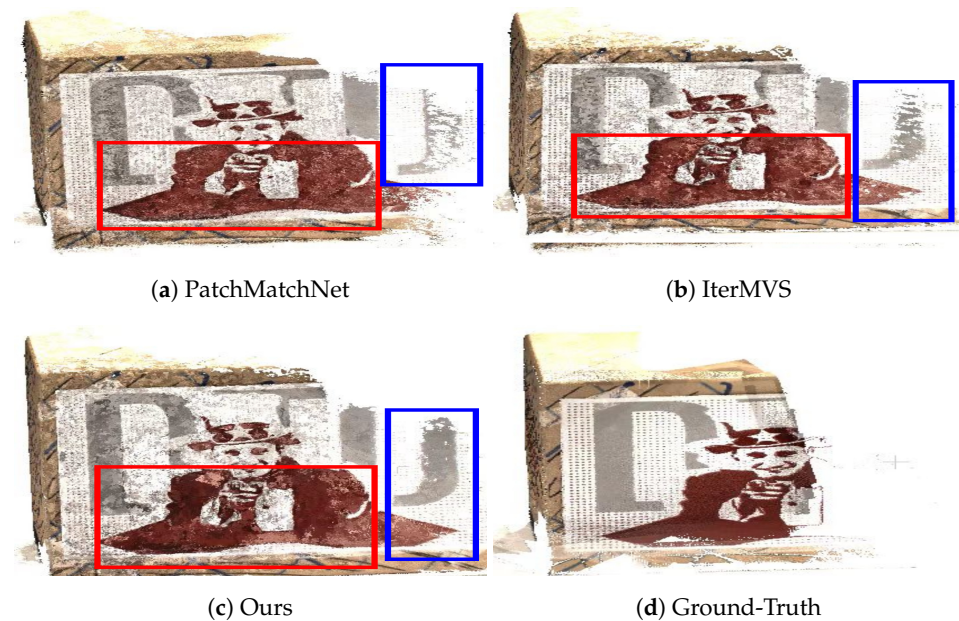 (a) PatchMatchNet
(b) IterMVS
(c) Ours
(d) Ground-Truth